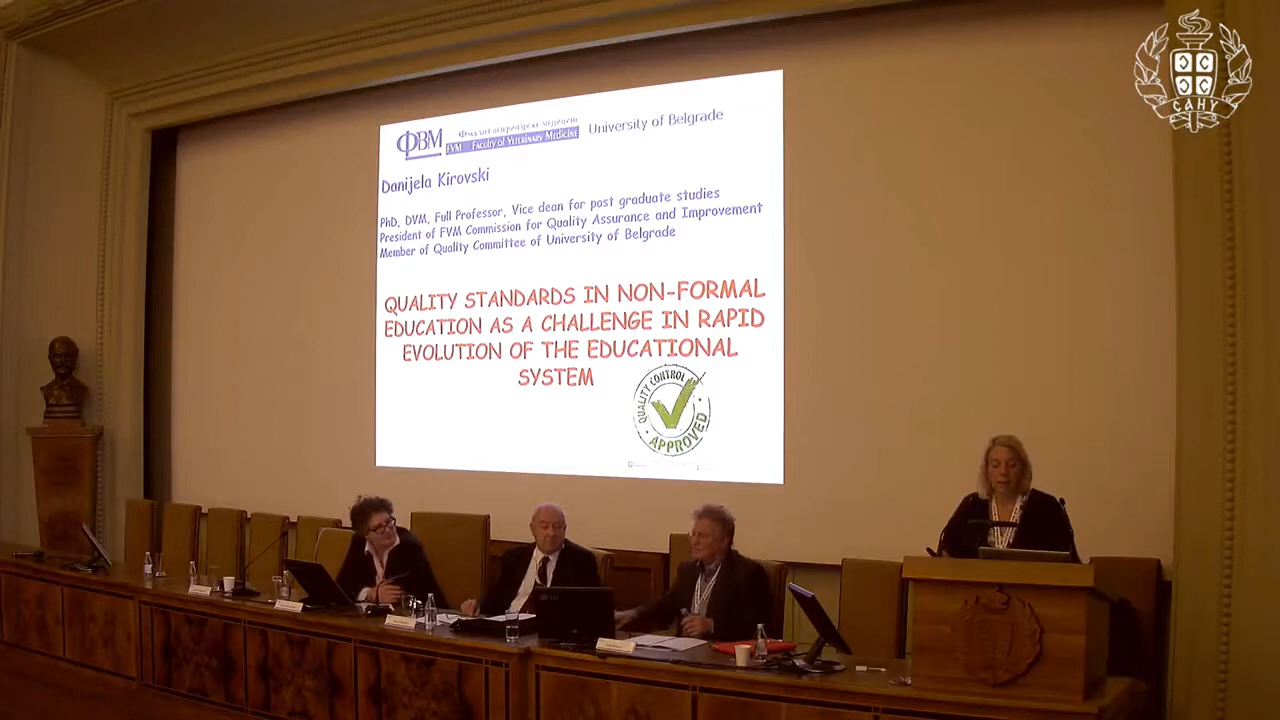 ФВМ
ФАКУЛТЕТ ВЕТЕРИНАРСКЕ МЕДИЦИНЕ
FVM FACULTY OF VETERINARY MEDICINE
University of Belgrade
Danijela Kirovski
PhD, DVM, Full Professor, Vice dean for post graduate studies
President of FVM Commission for Quality Assurance and Improvement
Member of Quality Committee of University of Belgrade
QUALITY STANDARDS IN NON-FORMAL
EDUCATION AS A CHALLENGE IN RAPID
EVOLUTION OF THE EDUCATIONAL
SYSTEM
QUALITY CONTROL
APPROVED
САНУ